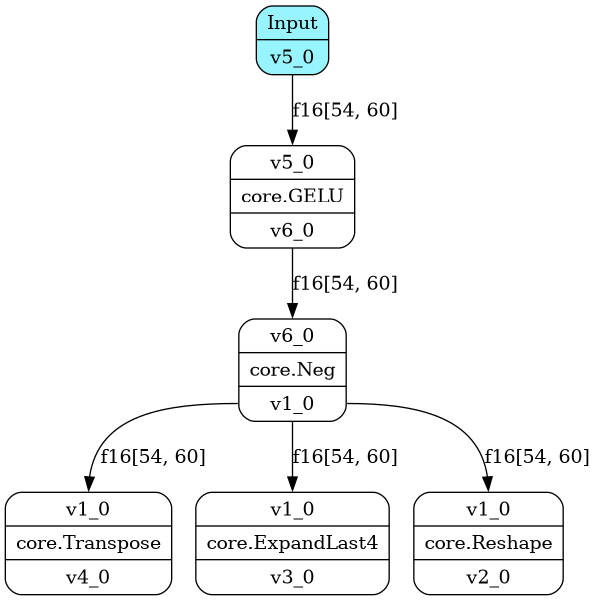 Input
v5_0
f16[54, 60]
v5_0
core.GELU
v6_0
f16[54, 60]
v6_0
core.Neg
v1_0
f16[54, 60]
f16[54, 60]
f16[54, 60]
v1_0
core.Transpose
v4_0
v1_0
core.ExpandLast4
v3_0
v1_0
core.Reshape
v2_0